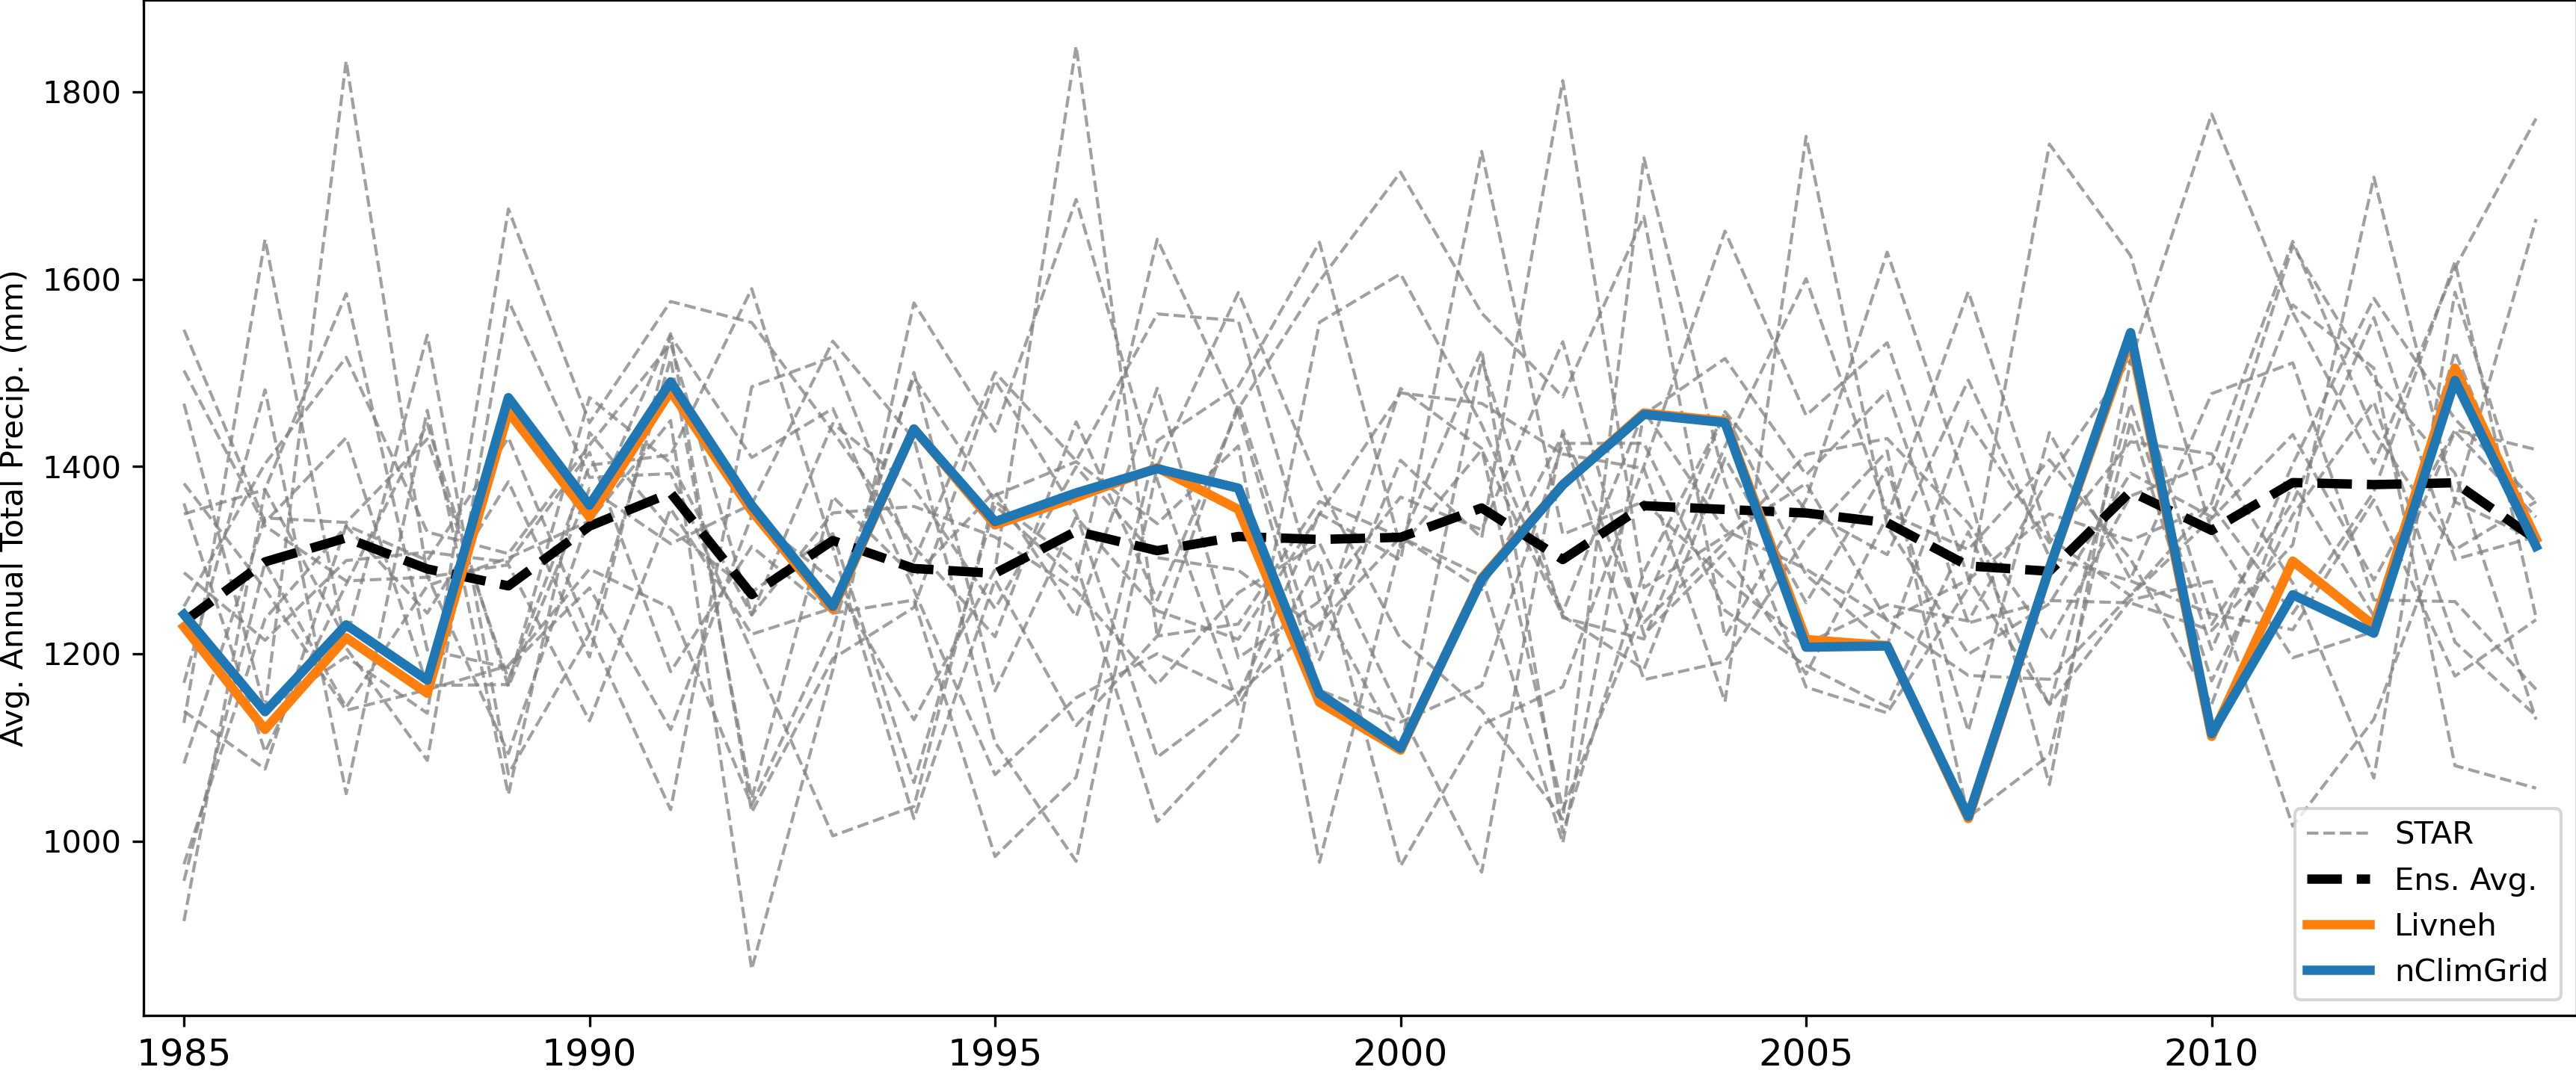 Avg. Annual Total Precip. (mm)
1800
1600
1400
1200
1000
1985
1990
1995
2000
2005
2010
STAR
Ens. Avg.
Livneh
nClimGrid